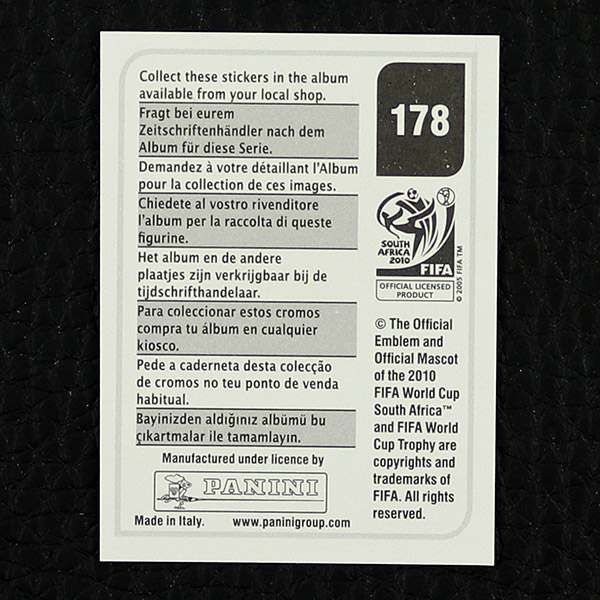 Collect these stickers in the album
available from your local shop.
Fragt bei eurem
Zeitschriftenhändler nach dem
Album für diese Serie.
Demandez à votre détaillant l'Album
pour la collection de ces images.
Chiedete al vostro rivenditore
l'album per la raccolta di queste
figurine.
Het album en de andere
plaatjes zijn verkrijgbaar bij de
tijdschrifthandelaar.
Para coleccionar estos cromos
compra tu álbum en cualquier
kiosco.
Pede a caderneta desta colecção
de cromos no teu ponto de venda
habitual.
Bayinizden aldığınız albümü bu
çıkartmalar ile tamamlayın.
Manufactured under licence by
PANINI
Made in Italy. www.paninigroup.com
178
SOUTH
AFRICA
2010
FIFA
© 2005 FIFA TM
OFFICIAL LICENSED
PRODUCT
© The Official
Emblem and
Official Mascot
of the 2010
FIFA World Cup
South Africa™
and FIFA World
Cup Trophy are
copyrights and
trademarks of
FIFA. All rights
reserved.